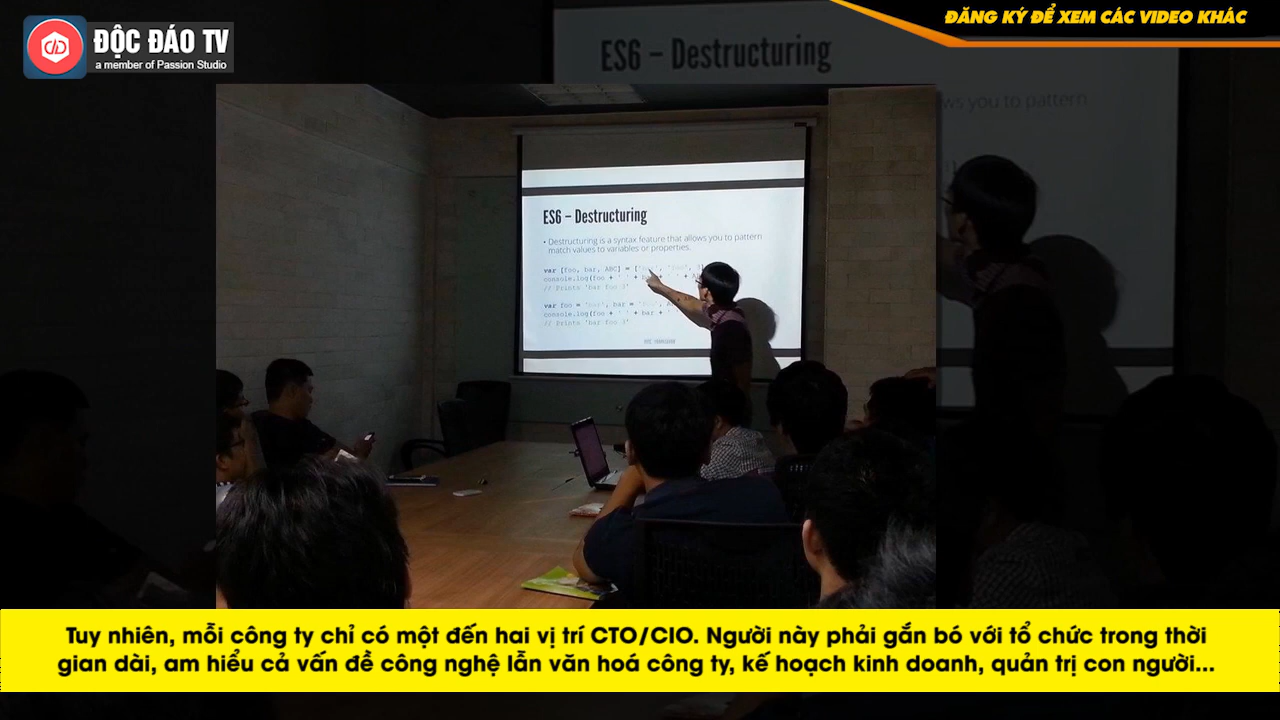 ĐỘC ĐÁO TV
a member of Passion Studio
ĐĂNG KÝ ĐỂ XEM CÁC VIDEO KHÁC
ES6 – Destructuring
ws you to pattern
ES6 – Destructuring
• Destructuring is a syntax feature that allows you to pattern
match values to variables or properties.
var [foo, bar, ABC] = [
console.log(foo + ' ' +
// Prints 'bar foo 3'
var foo = , bar =
console.log(foo + ' ' + bar + '
// Prints 'bar foo 3'
Tuy nhiên, mỗi công ty chỉ có một đến hai vị trí CTO/CIO. Người này phải gắn bó với tổ chức trong thời
gian dài, am hiểu cả vấn đề công nghệ lẫn văn hoá công ty, kế hoạch kinh doanh, quản trị con người...